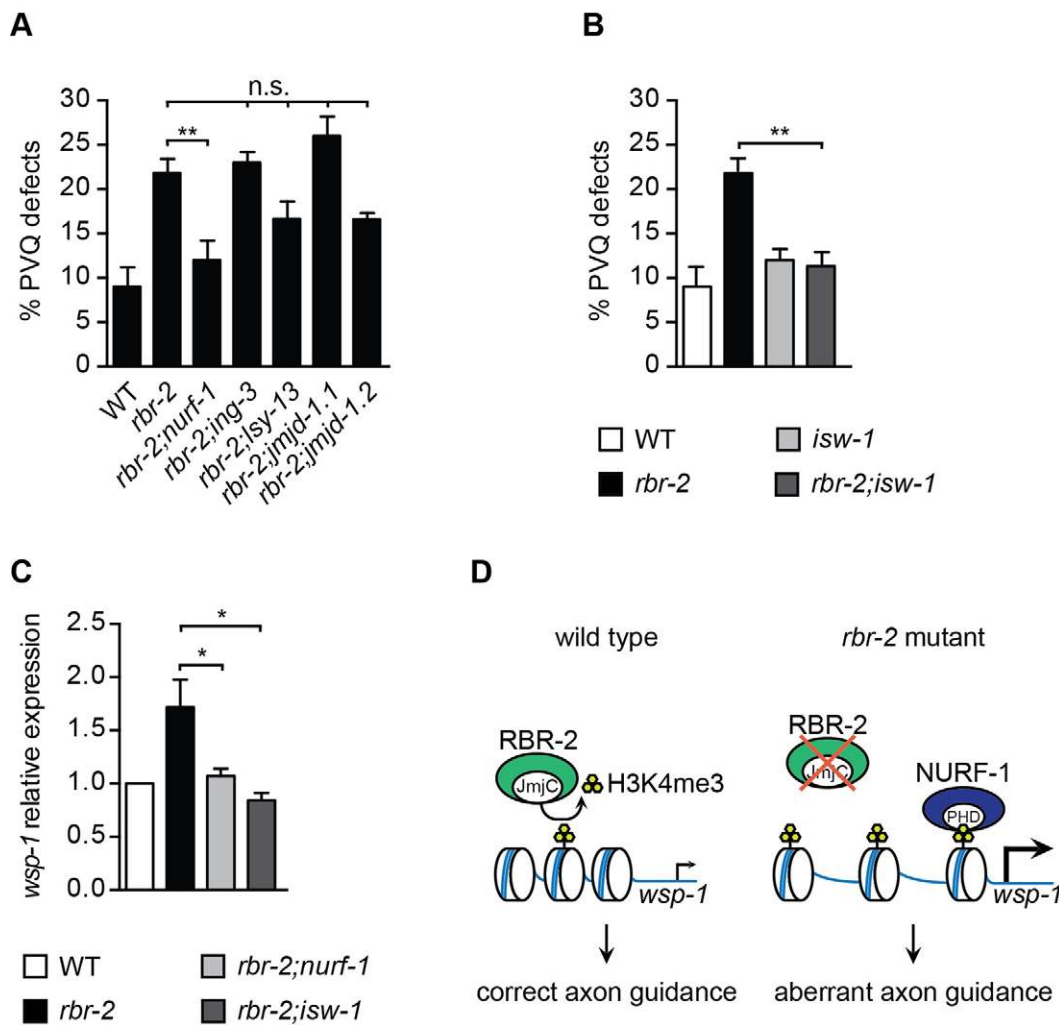 A
n.s.
**
% PVQ defects
30
25
20
15
10
5
0
WT
rbr-2
rbr-2;nurf-1
rbr-2;ing-3
rbr-2;lsy-13
rbr-2;jmjd-1.1
rbr-2;jmjd-1.2
B
**
% PVQ defects
30
25
20
15
10
5
0
WT
isw-1
rbr-2
rbr-2;isw-1
C
*
*
wsp-1 relative expression
2.5
2.0
1.5
1.0
0.5
0.0
WT
rbr-2;nurf-1
rbr-2
rbr-2;isw-1
D
wild type
rbr-2 mutant
RBR-2
JmjC
H3K4me3
wsp-1
correct axon guidance
RBR-2
JmjC
NURF-1
PHD
wsp-1
aberrant axon guidance